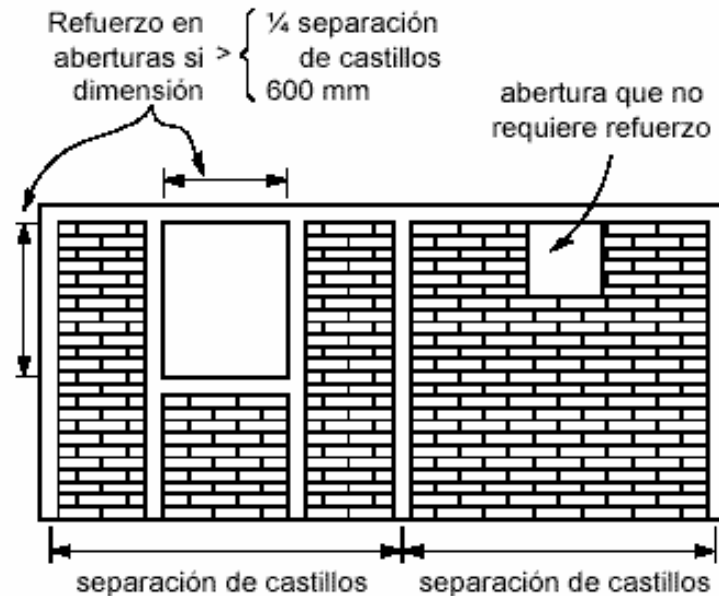 Refuerzo en
aberturas si >
dimensión
¼ separación
de castillos
600 mm
abertura que no
requiere refuerzo
separación de castillos
separación de castillos